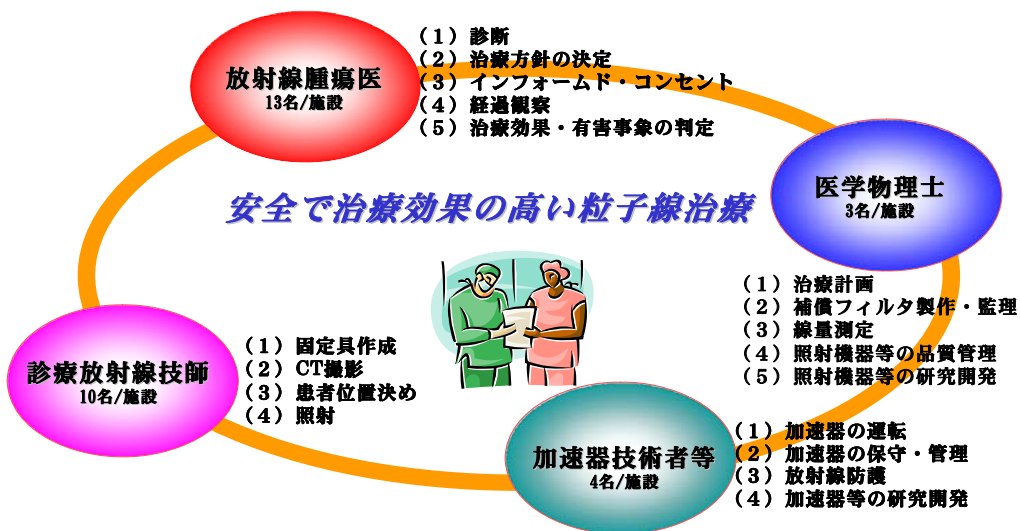 放射線腫瘍医
13名/施設
（１）診断
（２）治療方針の決定
（３）インフォームド・コンセント
（４）経過観察
（５）治療効果・有害事象の判定
医学物理士
3名/施設
安全で治療効果の高い粒子線治療
（１）治療計画
（２）補償フィルタ製作・監理
（３）線量測定
（４）照射機器等の品質管理
（５）照射機器等の研究開発
診療放射線技師
10名/施設
（１）固定具作成
（２）CT撮影
（３）患者位置決め
（４）照射
加速器技術者等
4名/施設
（１）加速器の運転
（２）加速器の保守・管理
（３）放射線防護
（４）加速器等の研究開発